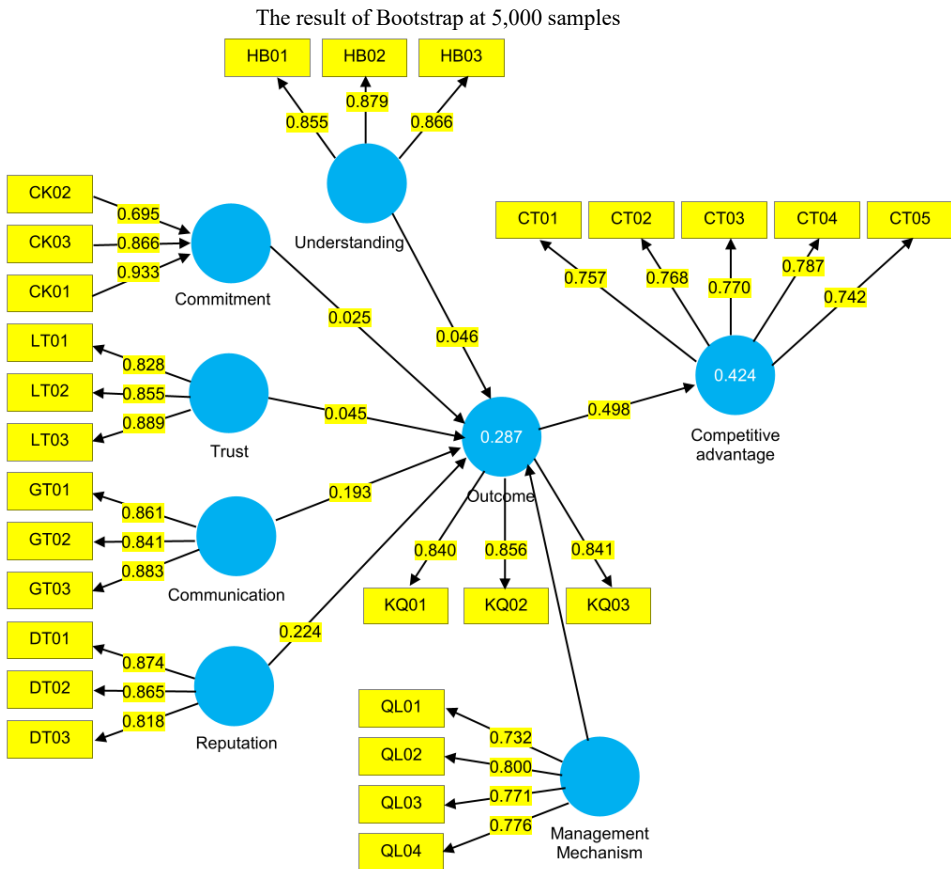 The result of Bootstrap at 5,000 samples
HB01 HB02 HB03
0.855 0.879 0.866
Understanding
CK02
CK03
CK01
0.695
0.866
0.933
Commitment
0.025
0.046
CT01 CT02 CT03 CT04 CT05
0.757 0.768 0.770 0.787 0.742
0.424
Competitive
advantage
LT01
LT02
LT03
0.828
0.855
0.889
Trust
0.045
0.287
Outcome
0.498
GT01
GT02
GT03
0.861
0.841
0.883
Communication
0.193
0.840 0.856 0.841
KQ01 KQ02 KQ03
DT01
DT02
DT03
0.874
0.865
0.818
Reputation
0.224
QL01
QL02
QL03
QL04
0.732
0.800
0.771
0.776
Management
Mechanism